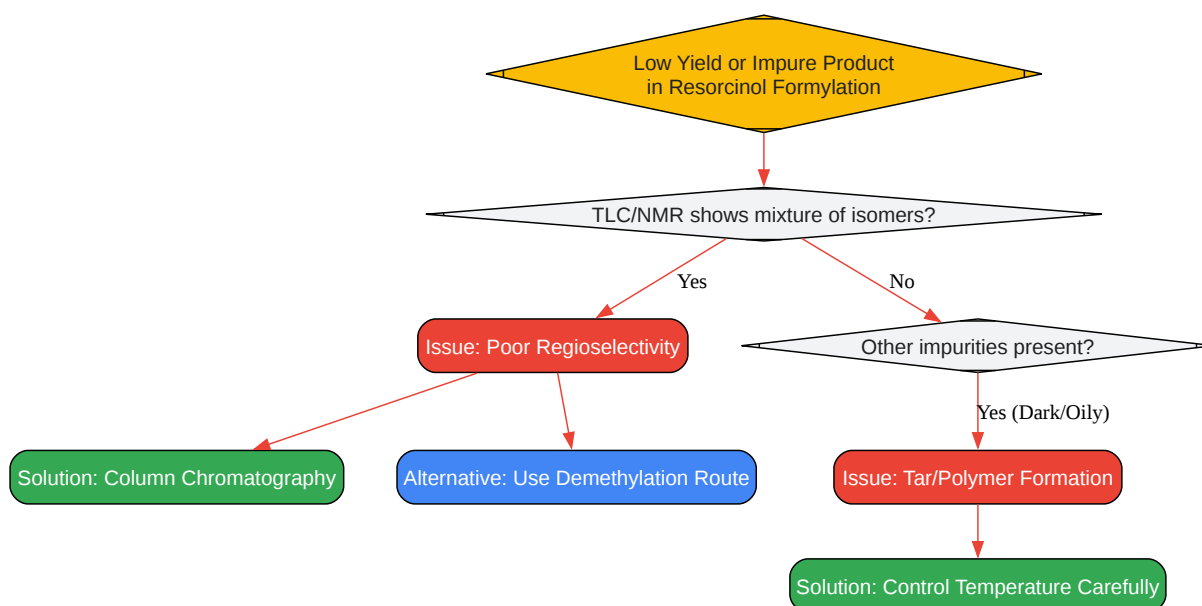 Low Yield or Impure Product
in Resorcinol Formylation
TLC/NMR shows mixture of isomers?
Yes
No
Issue: Poor Regioselectivity
Other impurities present?
Yes (Dark/Oily)
Solution: Column Chromatography
Alternative: Use Demethylation Route
Issue: Tar/Polymer Formation
Solution: Control Temperature Carefully